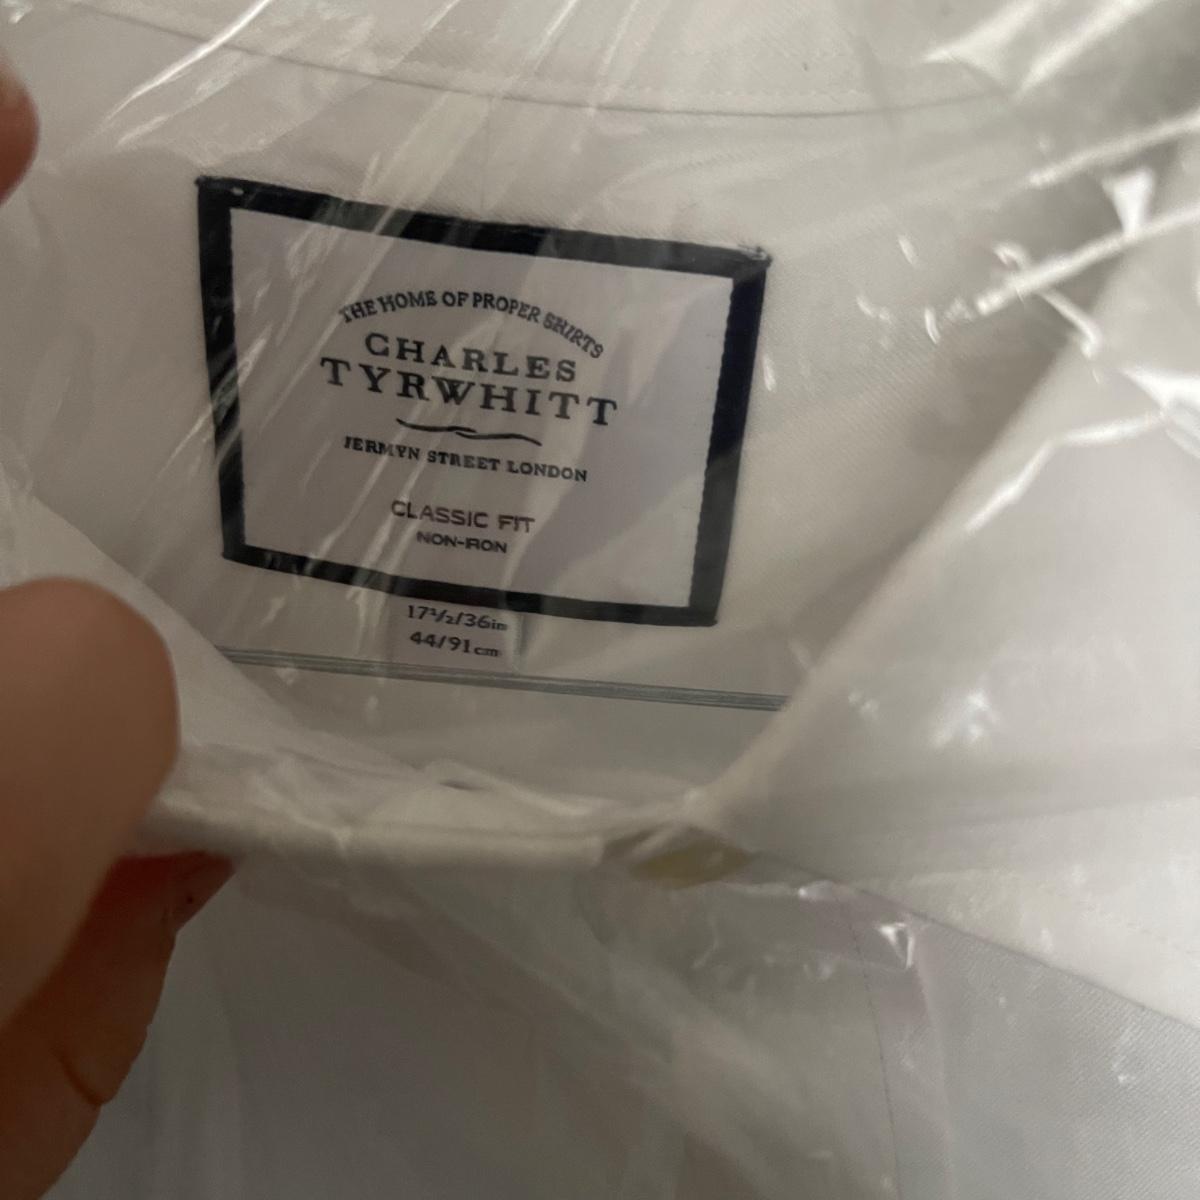 THE HOME OF PROPER SHIRTS
CHARLES
TYRWHITT
JERMYN STREET LONDON
CLASSIC FIT
NON-IRON
17½/36in
44/91cm